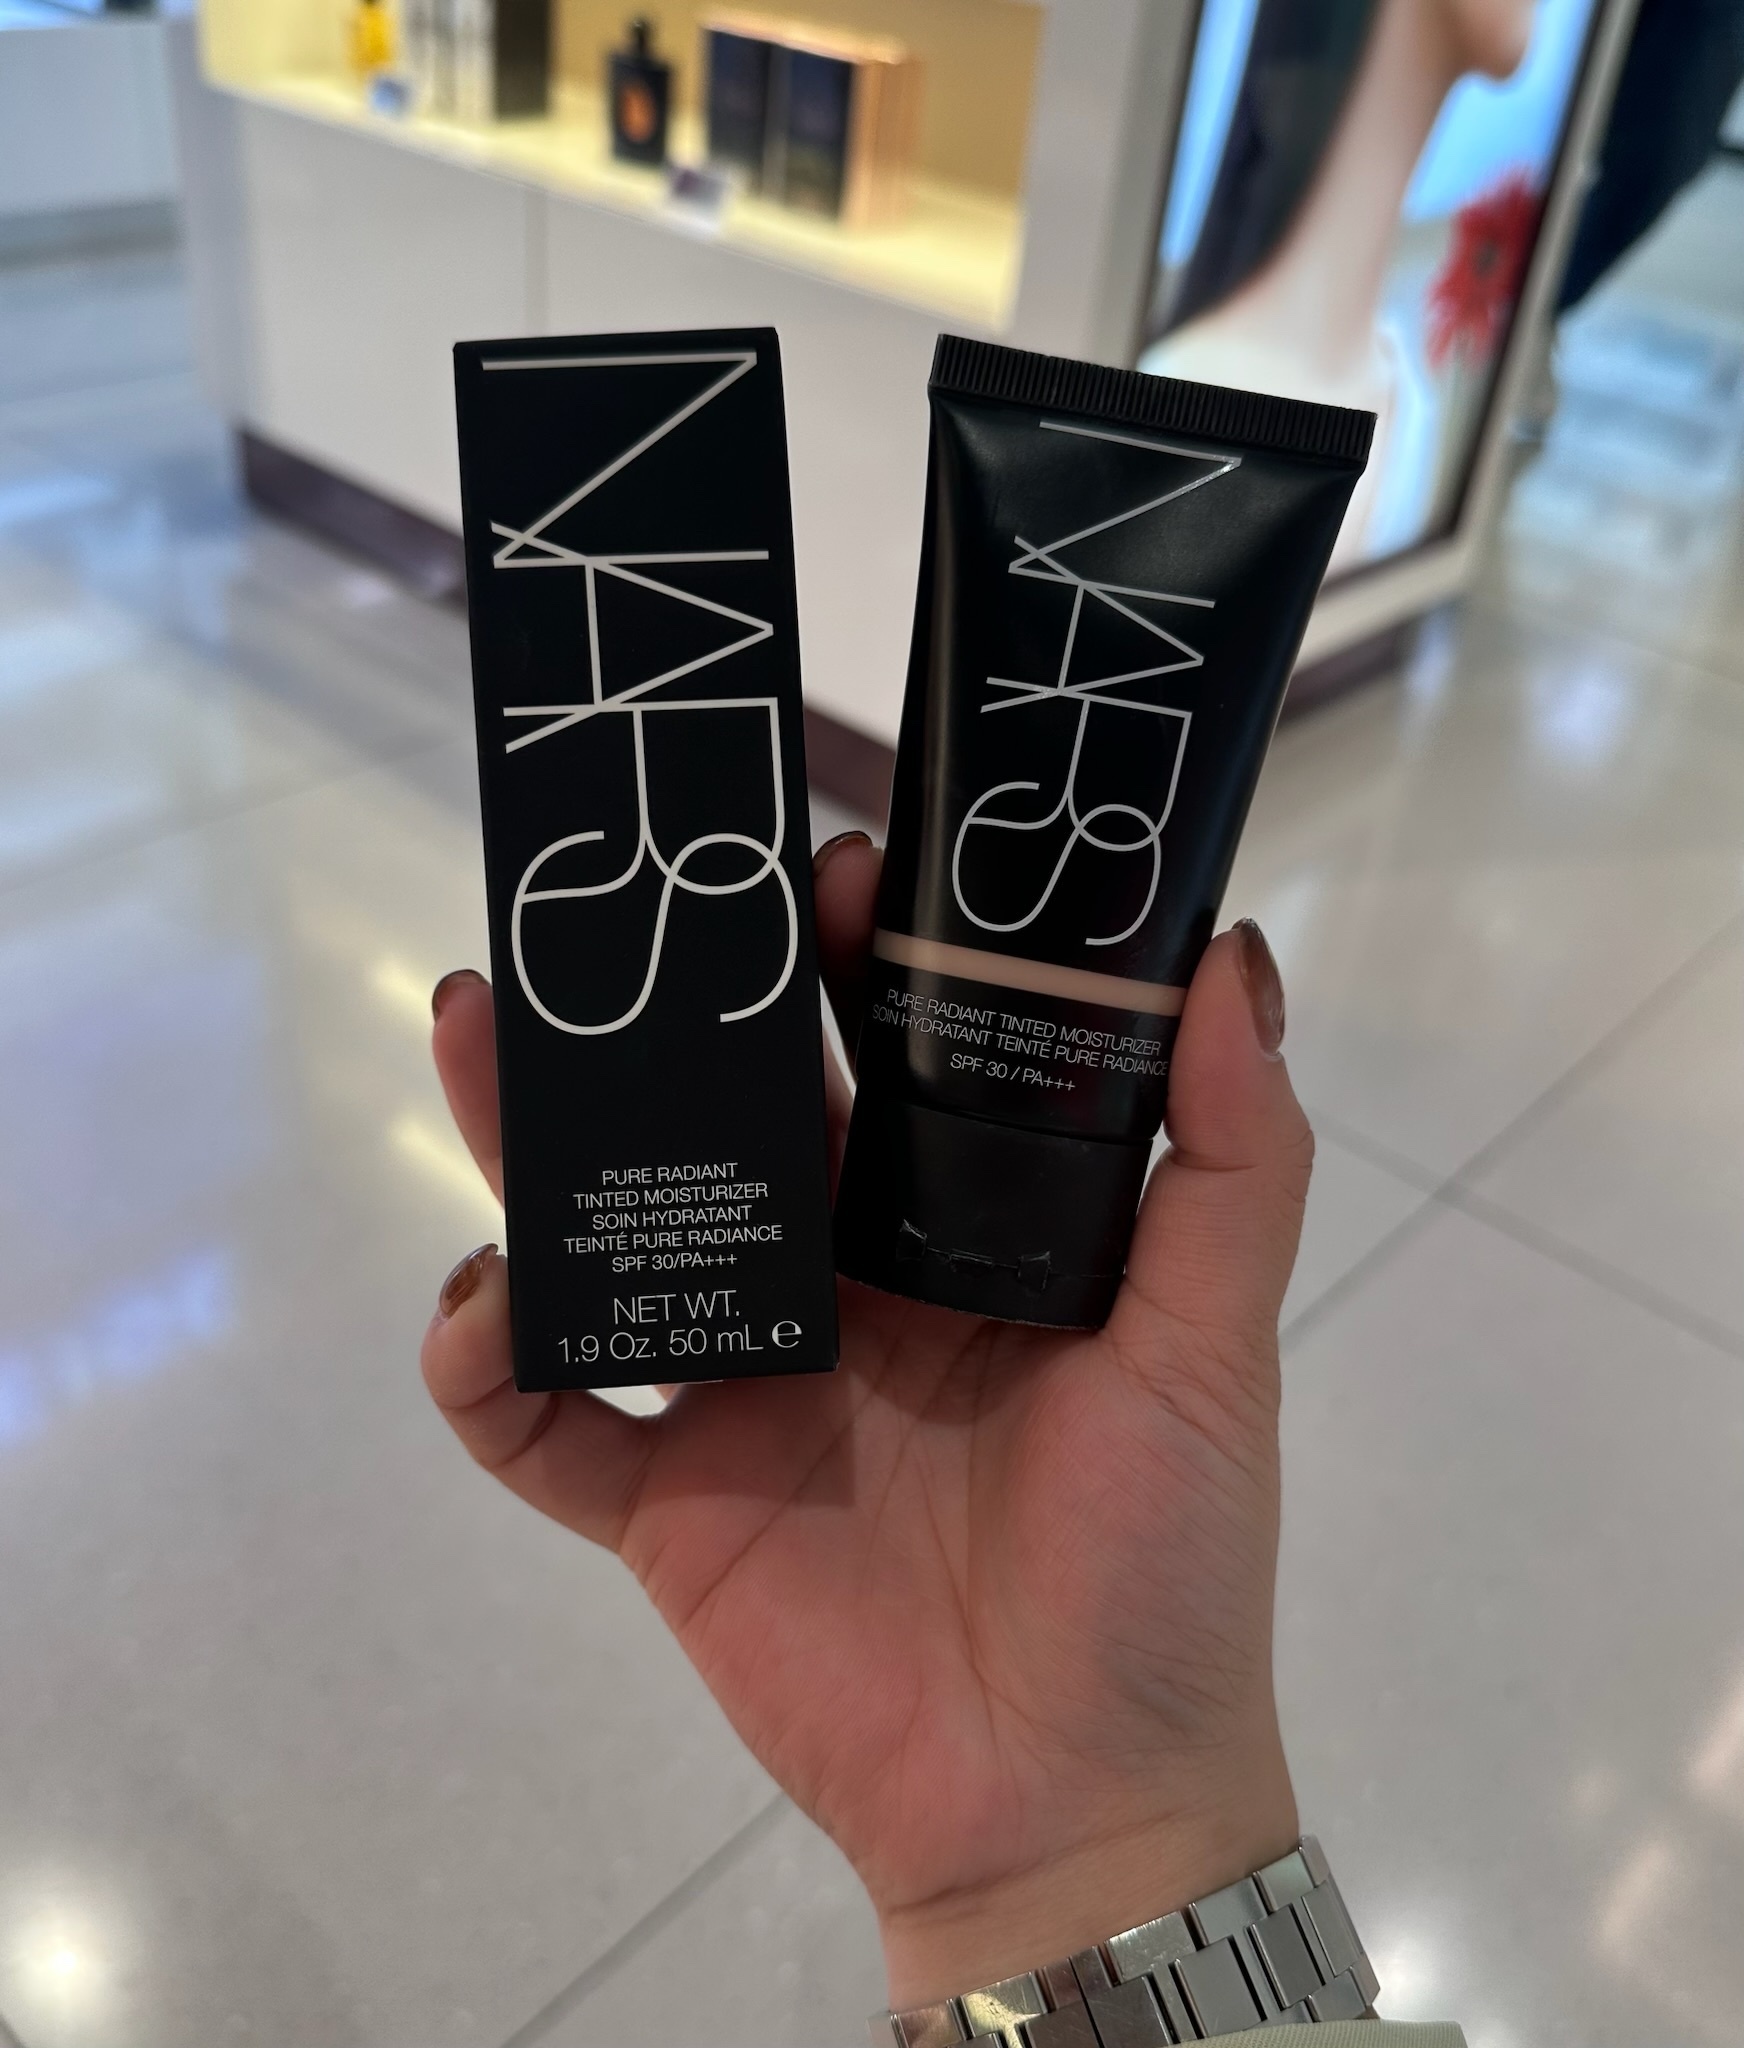 NARS
PURE RADIANT
TINTED MOISTURIZER
SOIN HYDRATANT
TEINTÉ PURE RADIANCE
SPF 30/PA+++
NET WT.
1.9 Oz. 50 mL ℮
NARS
PURE RADIANT TINTED MOISTURIZER
SOIN HYDRATANT TEINTÉ PURE RADIANCE
SPF 30 / PA+++